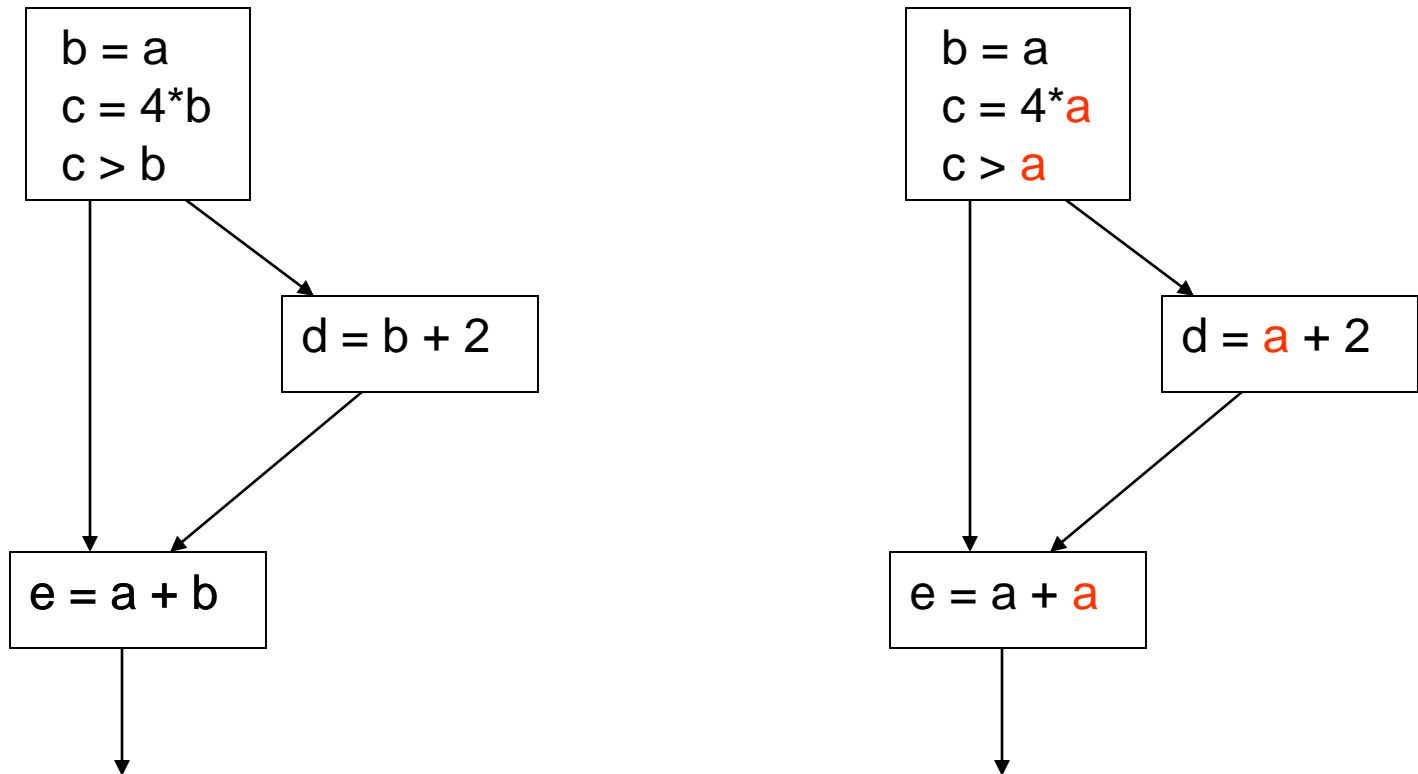 b = a
c = 4*b
c > b
d = b + 2
e = a + b
b = a
c = 4*a
c > a
d = a + 2
e = a + a